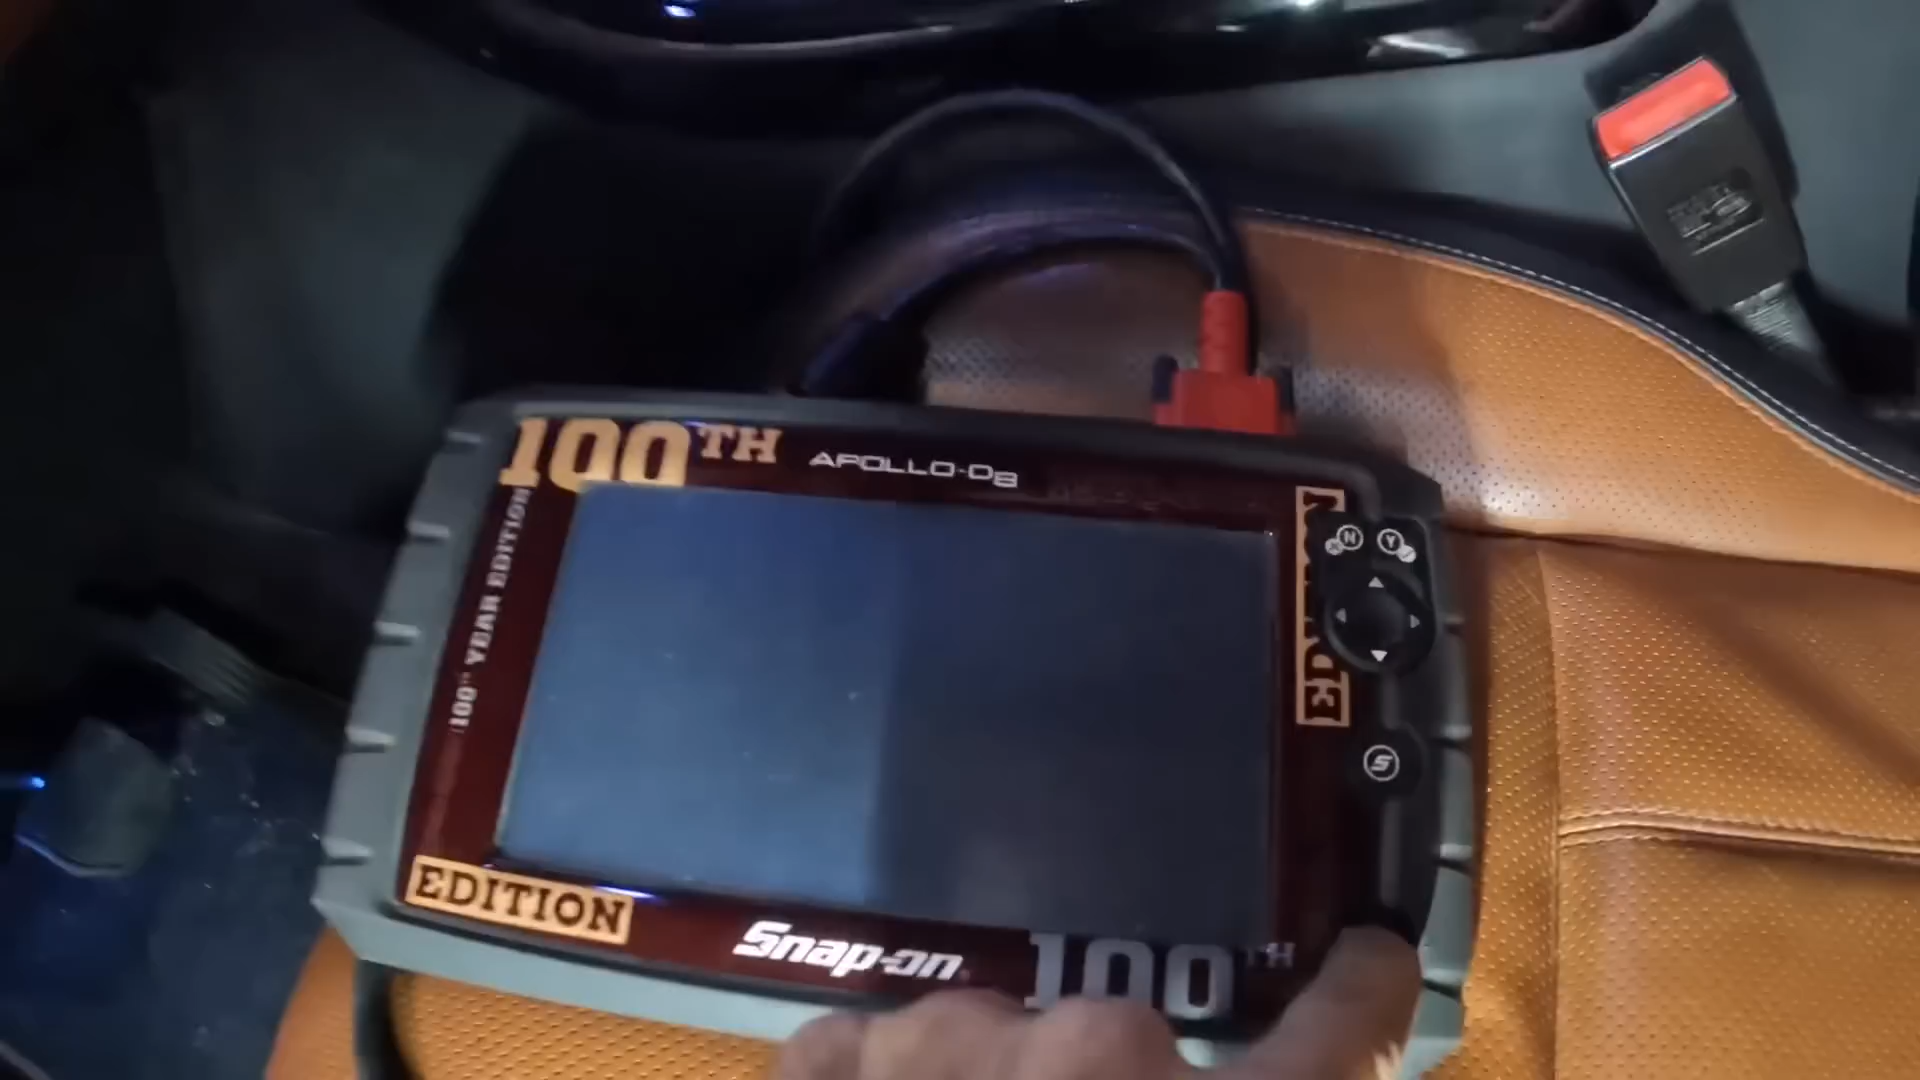 100TH
APOLLO-D8
100TH YEAR EDITION
N
X
Y
S
EDITION
Snap-on
100TH